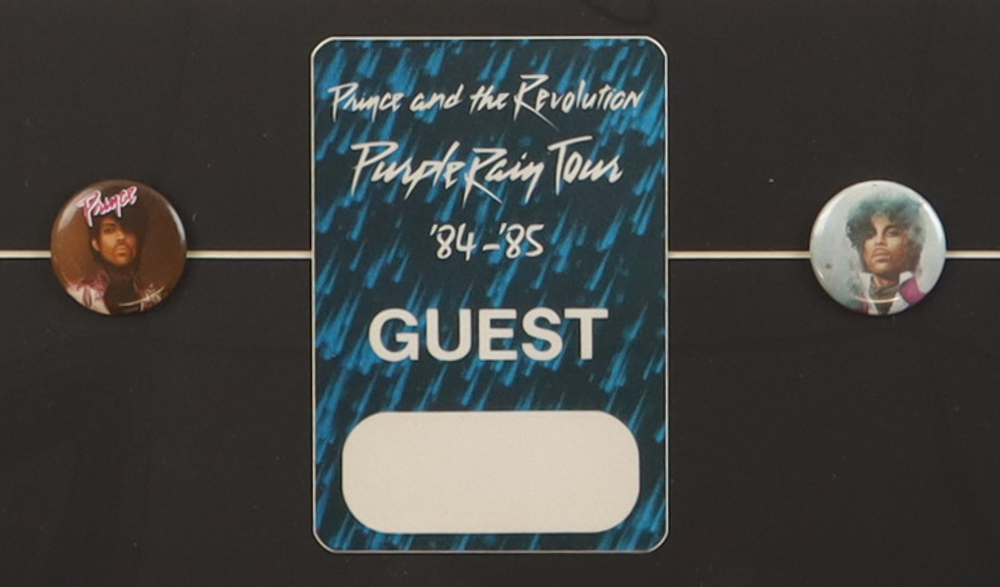 Prince and the Revolution
Purple Rain Tour
'84-'85
GUEST
Prince